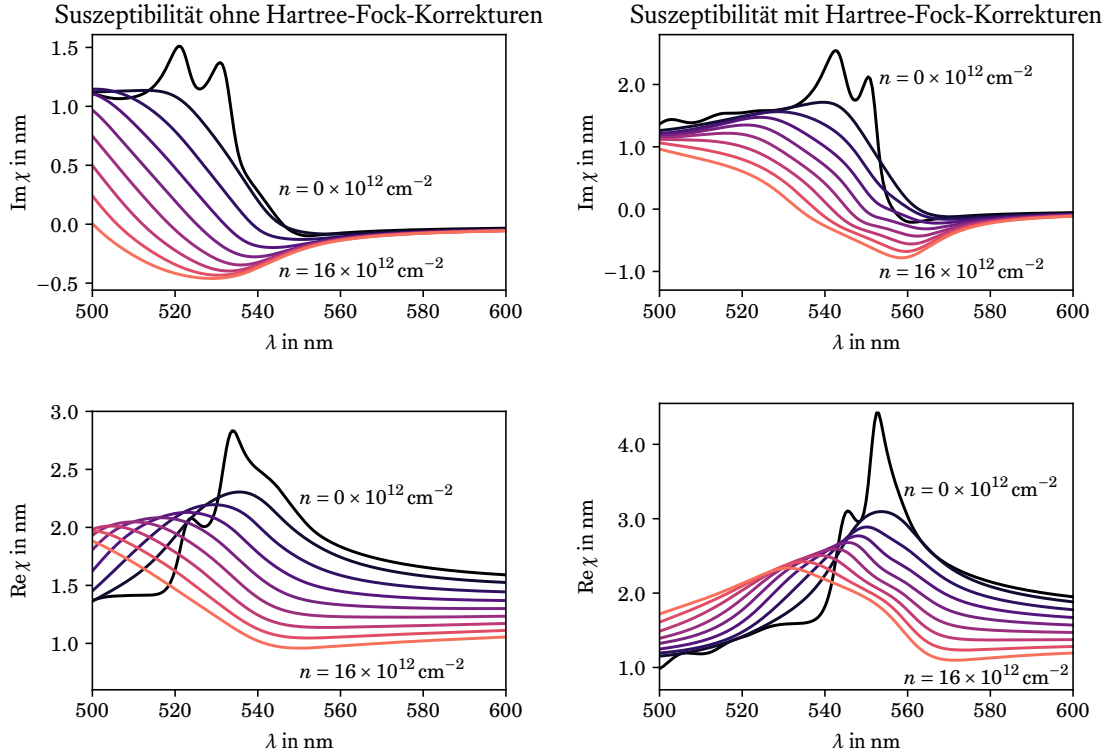 Suszeptibilität ohne Hartree-Fock-Korrekturen
1.5
1.0
0.5
0.0
−0.5
Im χ in nm
n = 0 × 10¹² cm⁻²
n = 16 × 10¹² cm⁻²
500 520 540 560 580 600
λ in nm
Suszeptibilität mit Hartree-Fock-Korrekturen
2.0
1.0
0.0
−1.0
Im χ in nm
n = 0 × 10¹² cm⁻²
n = 16 × 10¹² cm⁻²
500 520 540 560 580 600
λ in nm
3.0
2.5
2.0
1.5
1.0
Re χ in nm
n = 0 × 10¹² cm⁻²
n = 16 × 10¹² cm⁻²
500 520 540 560 580 600
λ in nm
4.0
3.0
2.0
1.0
Re χ in nm
n = 0 × 10¹² cm⁻²
n = 16 × 10¹² cm⁻²
500 520 540 560 580 600
λ in nm